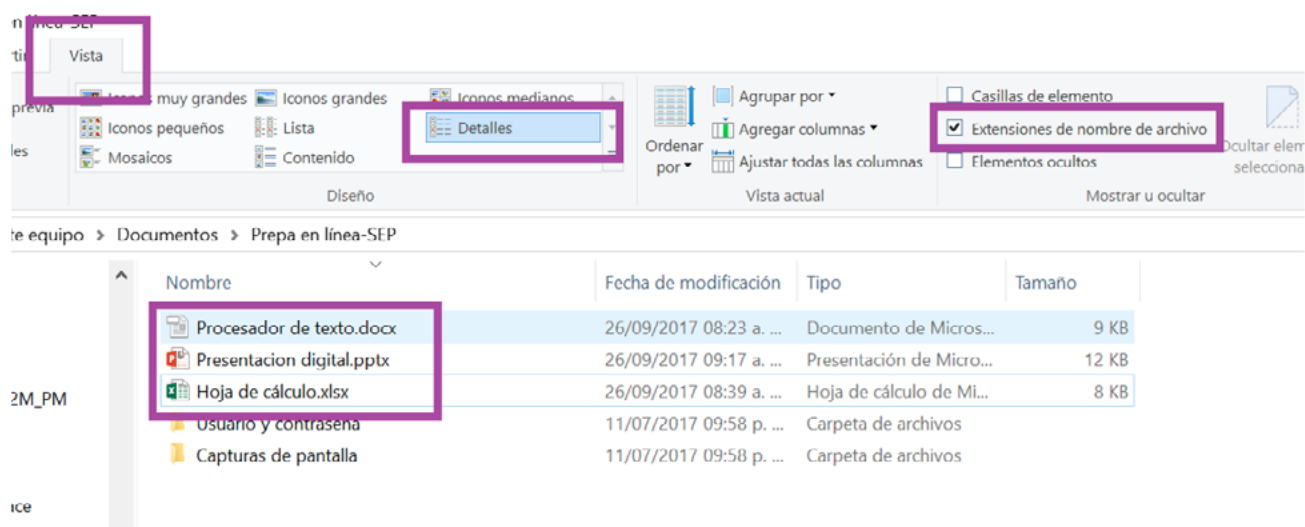 Vista
previa
Iconos muy grandes
Iconos grandes
Iconos medianos
Iconos pequeños
Lista
Detalles
Mosaicos
Contenido
Diseño
Ordenar por
Agrupar por
Agregar columnas
Ajustar todas las columnas
Vista actual
Casillas de elemento
Extensiones de nombre de archivo
Elementos ocultos
Mostrar u ocultar
equipo > Documentos > Prepa en línea-SEP
Nombre Fecha de modificación Tipo Tamaño
Procesador de texto.docx 26/09/2017 08:23 a. ... Documento de Micros... 9 KB
Presentacion digital.pptx 26/09/2017 09:17 a. ... Presentación de Micro... 12 KB
Hoja de cálculo.xlsx 26/09/2017 08:39 a. ... Hoja de cálculo de Mi... 8 KB
Usuario y contraseña 11/07/2017 09:58 p. ... Carpeta de archivos
Capturas de pantalla 11/07/2017 09:58 p. ... Carpeta de archivos
2M_PM